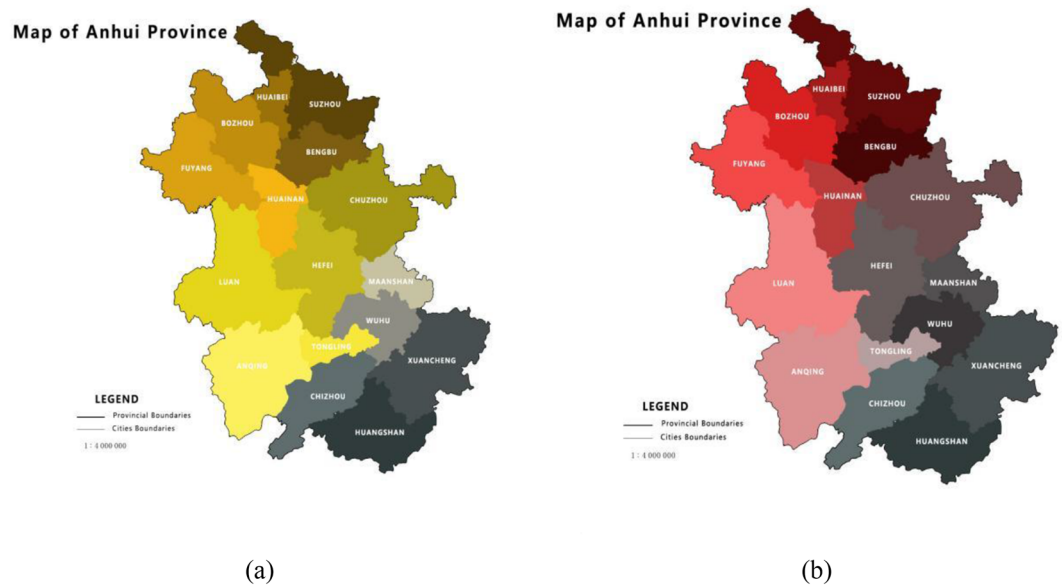 Map of Anhui Province
HUAIBEI
SUZHOU
BOZHOU
BENGBU
FUYANG
HUAINAN
CHUZHOU
HEFEI
LUAN
MAANSHAN
WUHU
TONGLING
XUANCHENG
ANQING
CHIZHOU
HUANGSHAN
LEGEND
Provincial Boundaries
Cities Boundaries
1：4 000 000
(a)
Map of Anhui Province
HUAIBEI
SUZHOU
BOZHOU
BENGBU
FUYANG
HUAINAN
CHUZHOU
HEFEI
LUAN
MAANSHAN
WUHU
TONGLING
XUANCHENG
ANQING
CHIZHOU
HUANGSHAN
LEGEND
Provincial Boundaries
Cities Boundaries
1：4 000 000
(b)